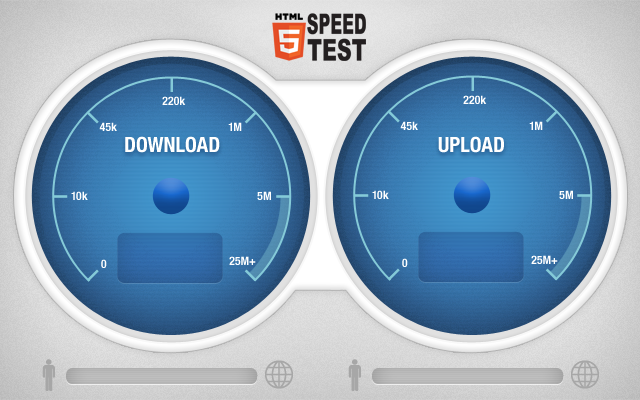 HTML
5
SPEED
TEST
220k
45k
1M
DOWNLOAD
10k
5M
0
25M+
220k
45k
1M
UPLOAD
10k
5M
0
25M+